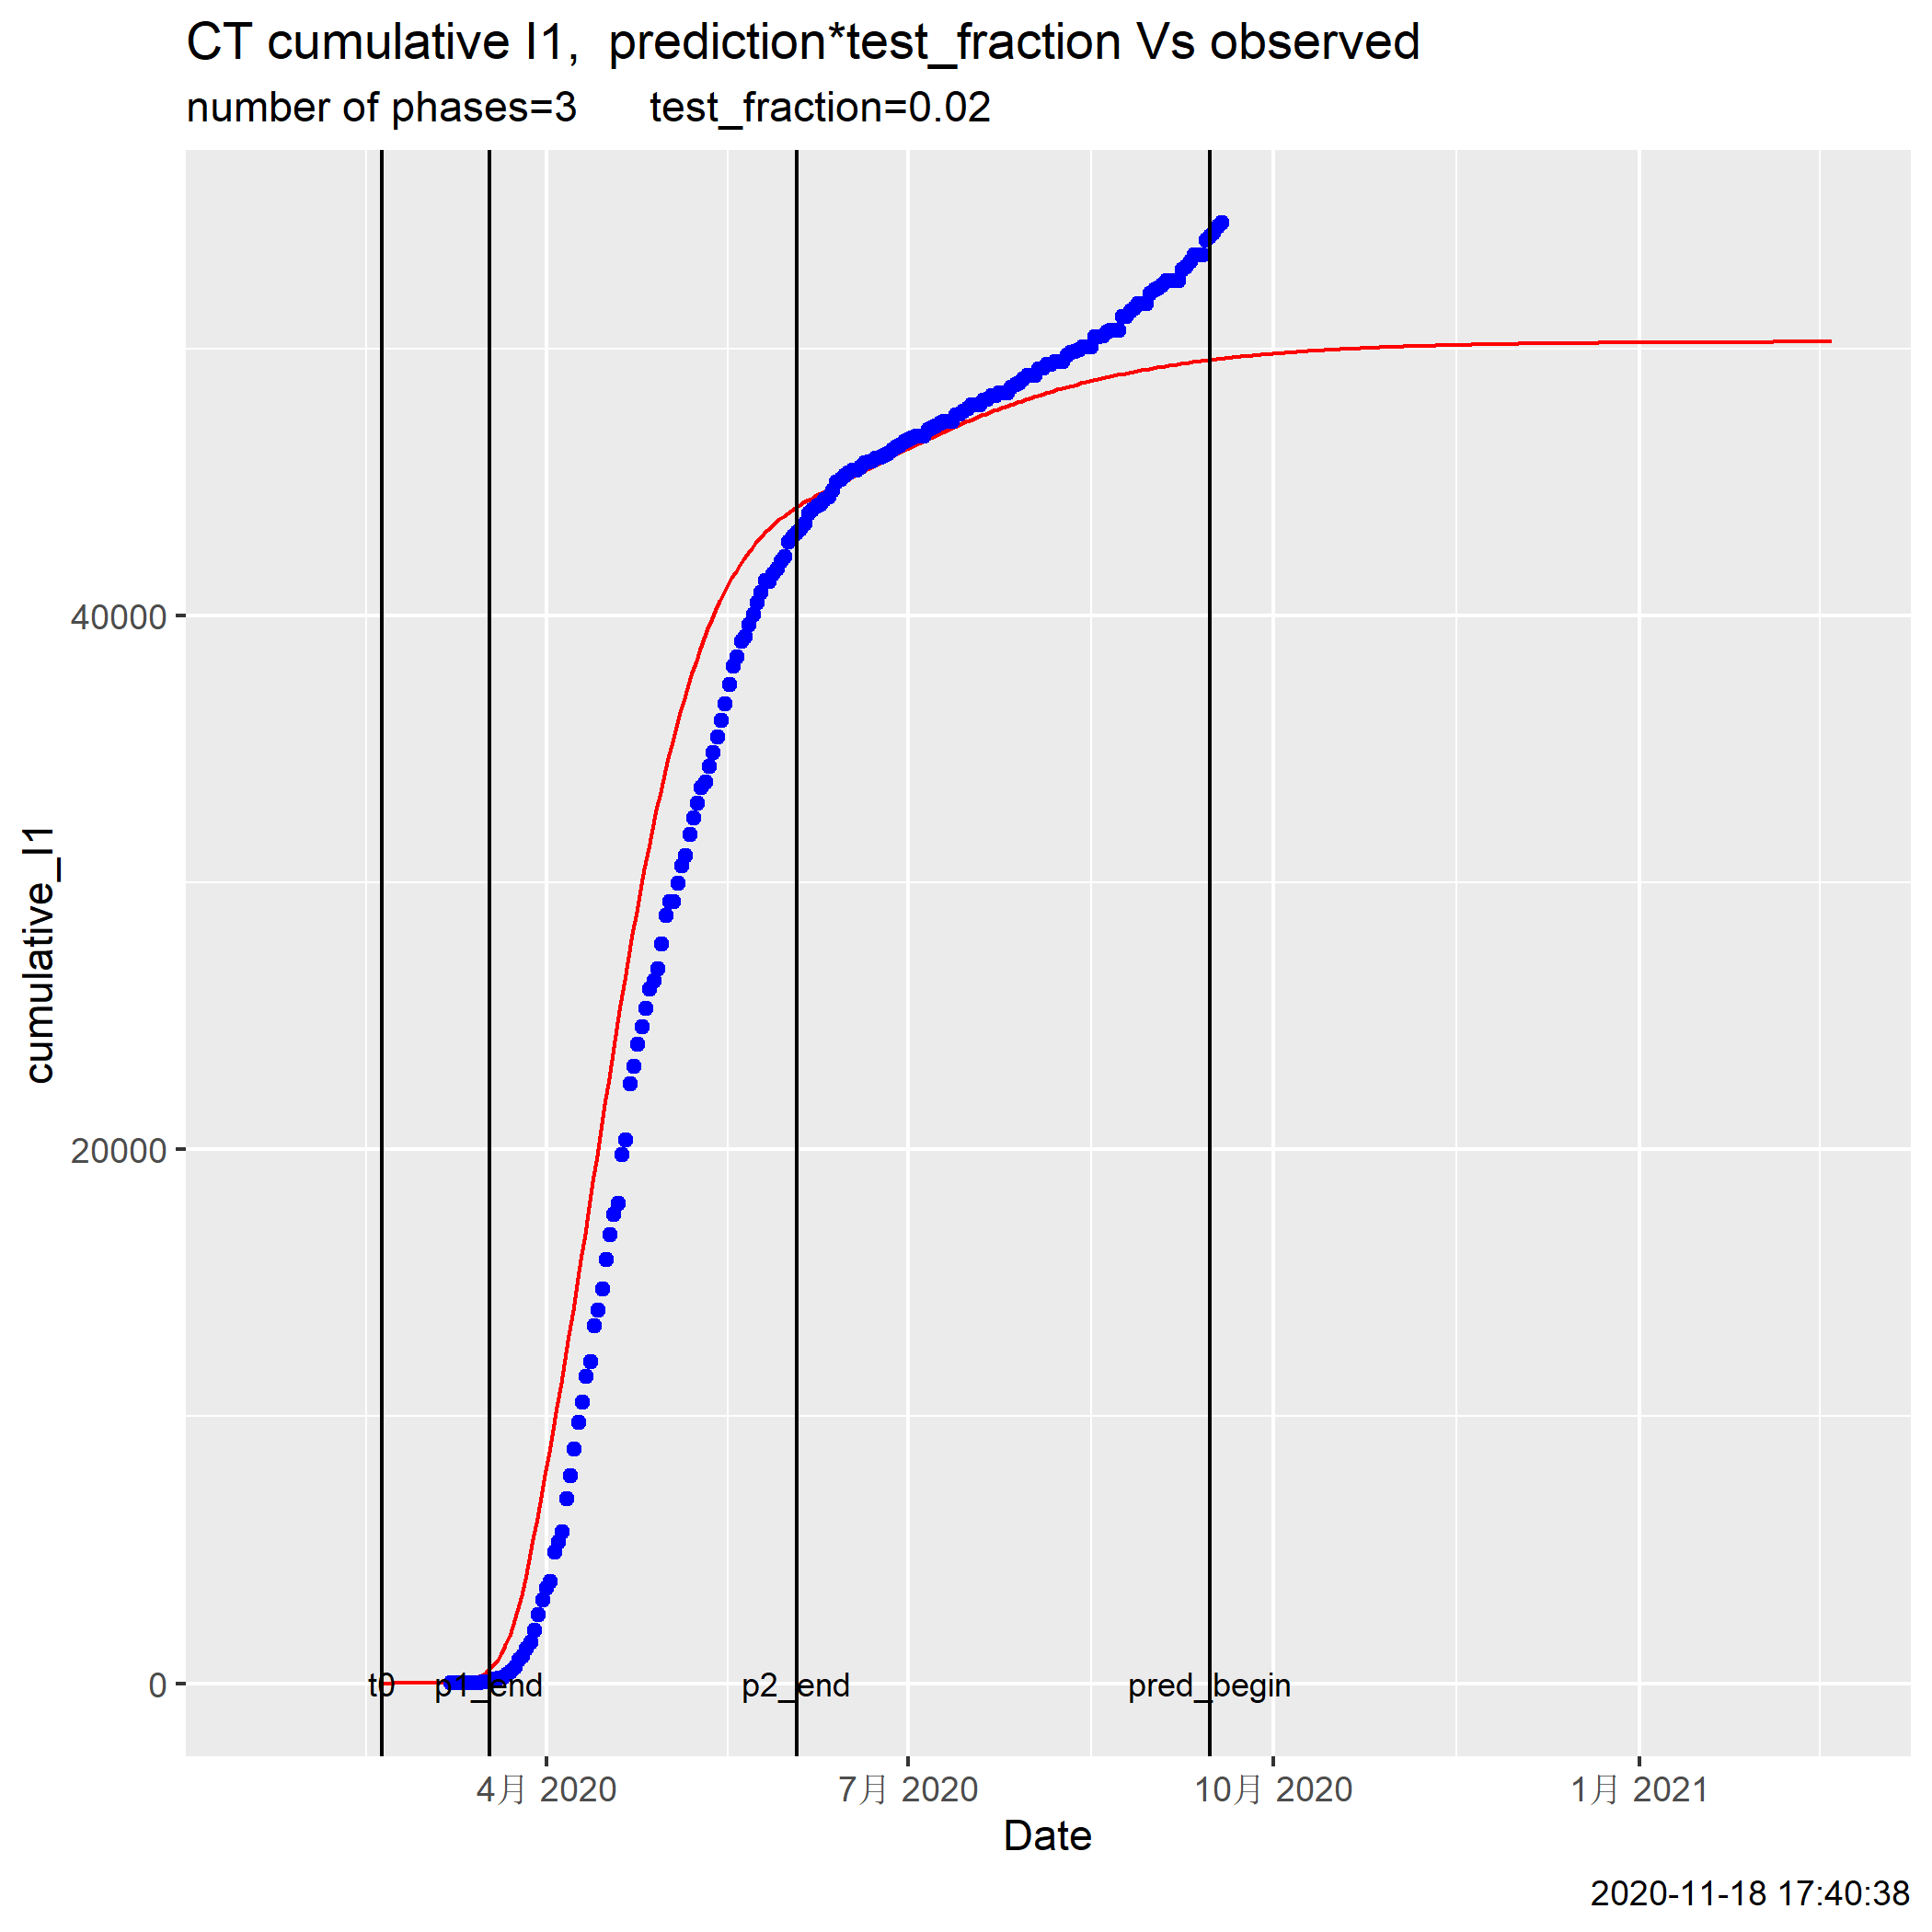 CT cumulative I1,  prediction*test_fraction Vs observed
number of phases=3      test_fraction=0.02
cumulative_I1
40000
20000
0
t0 p1_end p2_end pred_begin
4月 2020 7月 2020 10月 2020 1月 2021
Date
2020-11-18 17:40:38